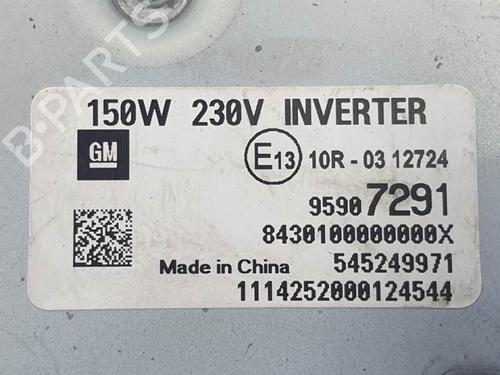 B-PARTS
150W 230V INVERTER
GM
E13 10R - 03 12724
95907291
8430100000000X
Made in China 545249971
1114252000124544